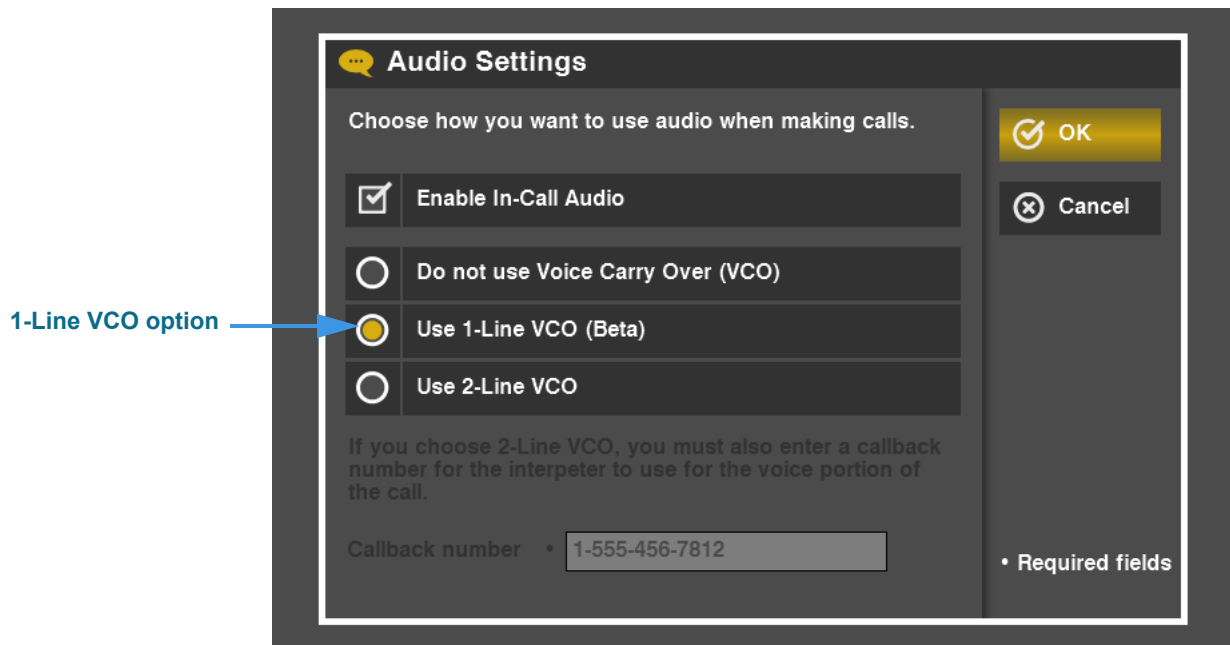 Audio Settings
Choose how you want to use audio when making calls.
OK
Enable In-Call Audio
Cancel
Do not use Voice Carry Over (VCO)
1-Line VCO option
Use 1-Line VCO (Beta)
Use 2-Line VCO
If you choose 2-Line VCO, you must also enter a callback
number for the interpeter to use for the voice portion of
the call.
Callback number • 1-555-456-7812
• Required fields